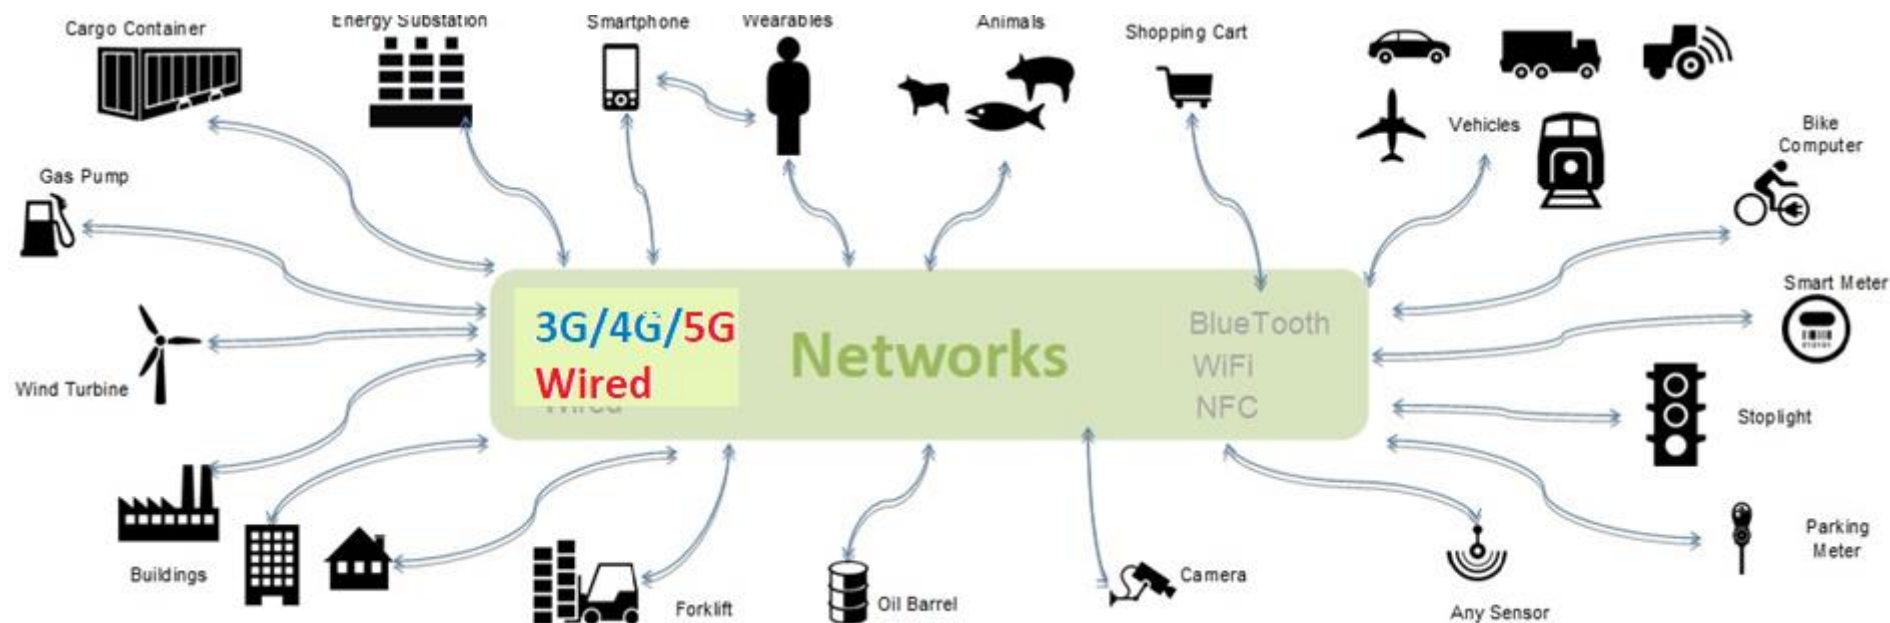 Cargo Container
Energy Substation
Smartphone
Wearables
Animals
Shopping Cart
Vehicles
Bike
Computer
Gas Pump
Smart Meter
3G/4G/5G
Wired
Wired
Networks
BlueTooth
WiFi
NFC
Wind Turbine
Stoplight
Buildings
Forklift
Oil Barrel
Camera
Any Sensor
Parking
Meter